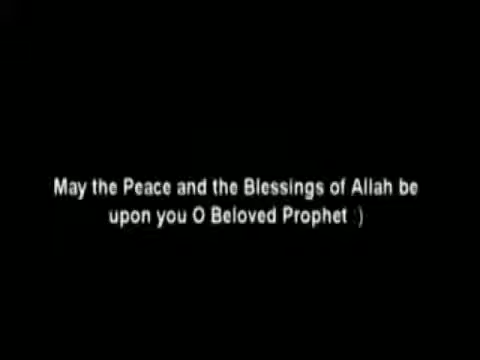 May the Peace and the Blessings of Allah be
upon you O Beloved Prophet :)